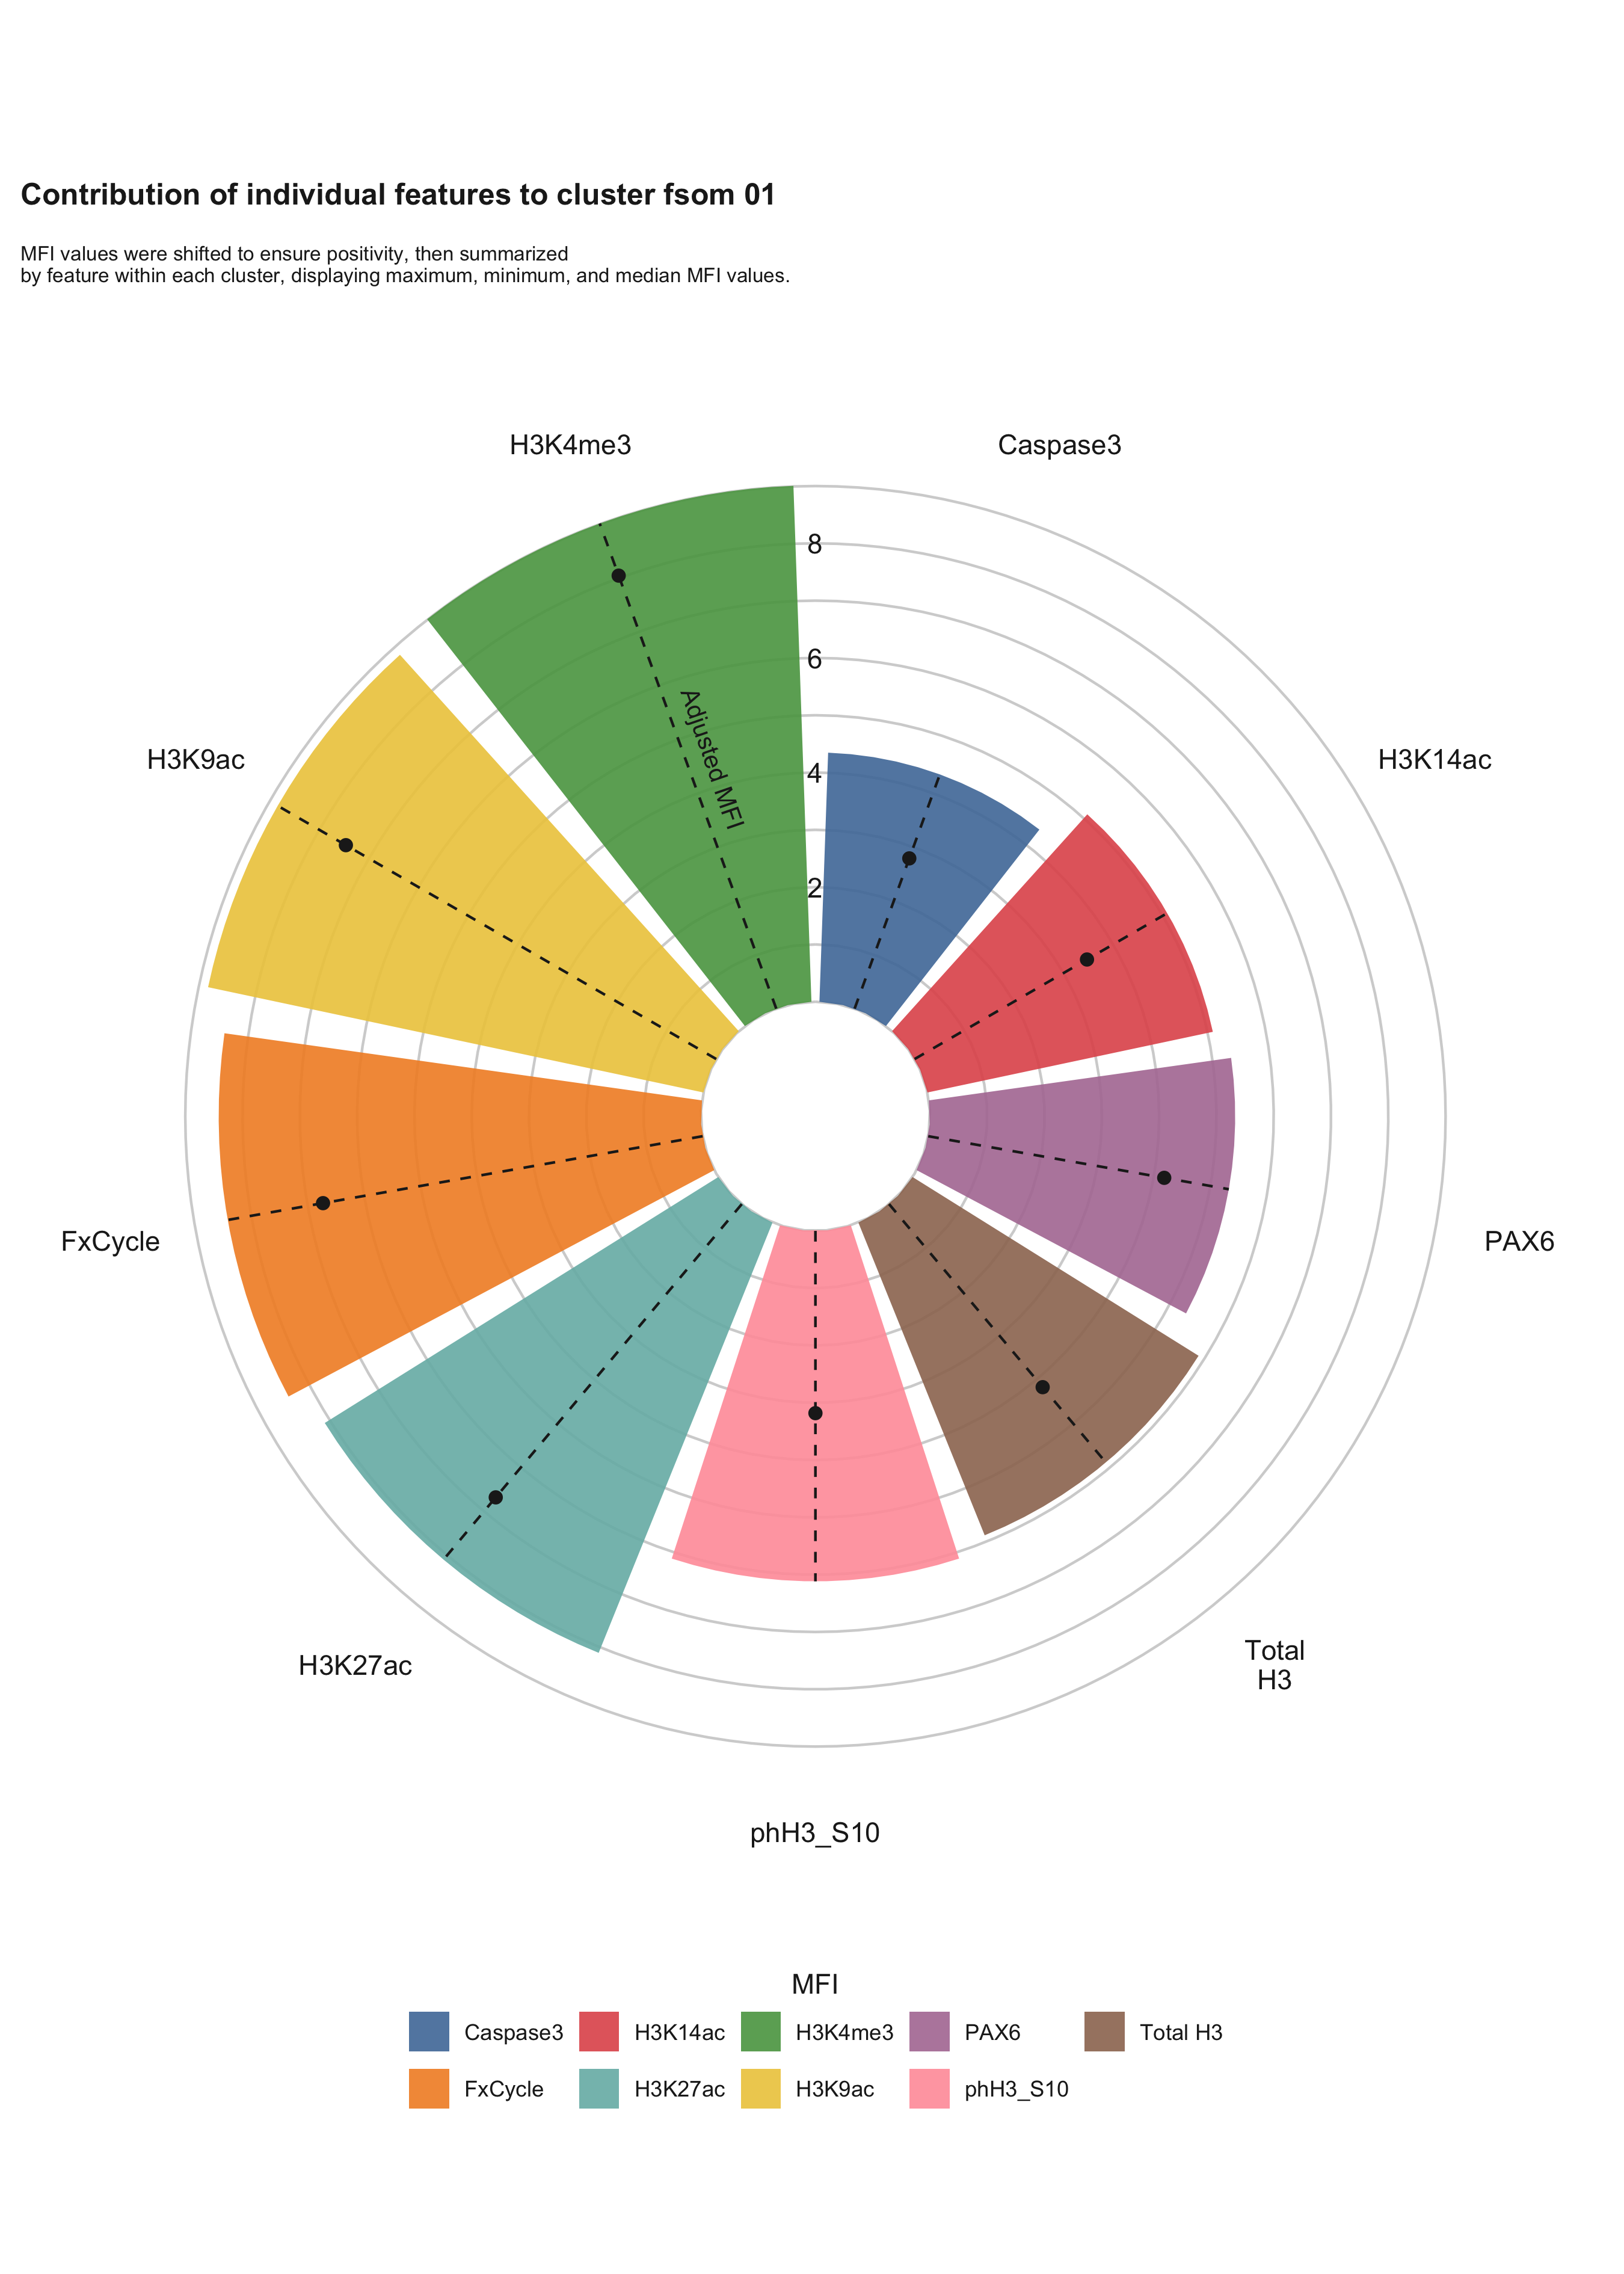 Contribution of individual features to cluster fsom 01
MFI values were shifted to ensure positivity, then summarized
by feature within each cluster, displaying maximum, minimum, and median MFI values.
H3K4me3
Caspase3
8
6
Adjusted MFI
H3K9ac
H3K14ac
4
2
FxCycle
PAX6
H3K27ac
Total
H3
phH3_S10
MFI
Caspase3
H3K14ac
H3K4me3
PAX6
Total H3
FxCycle
H3K27ac
H3K9ac
phH3_S10